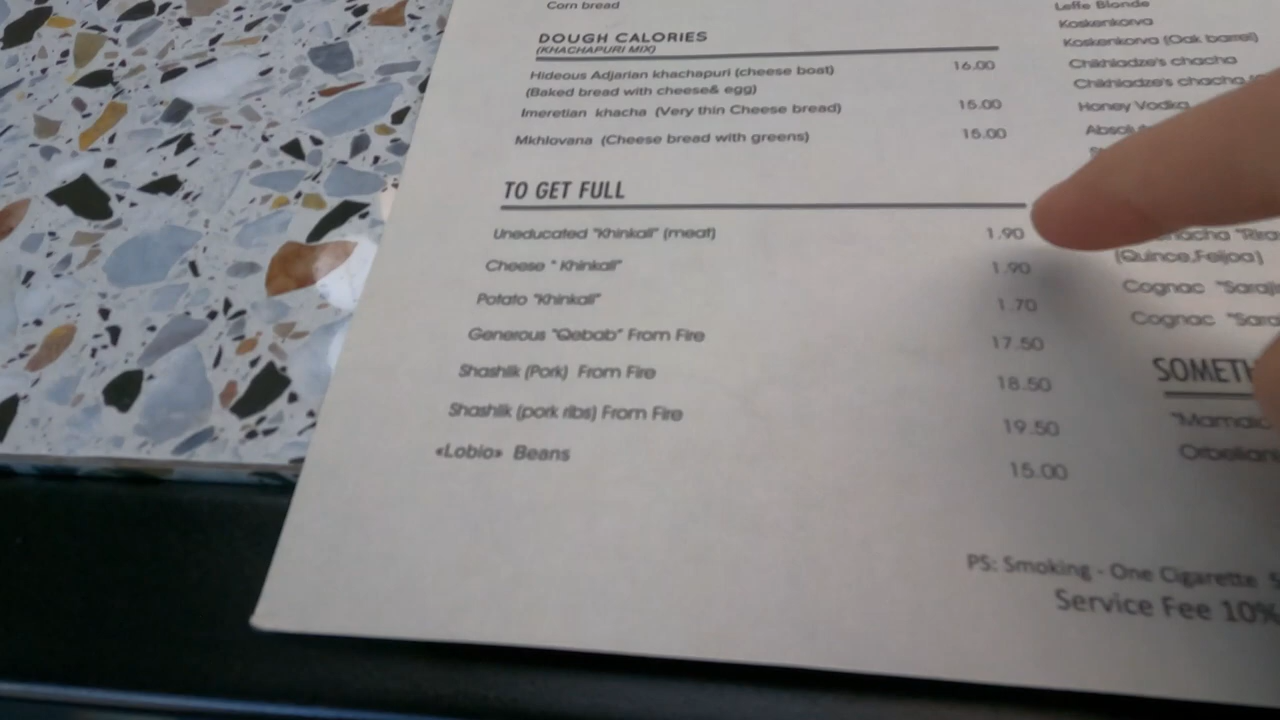 Corn bread
DOUGH CALORIES
(KHACHAPURI MIX)
Hideous Adjarian khachapuri (cheese boat) 16.00
(Baked bread with cheese& egg)
Imeretian khacha (Very thin Cheese bread) 15.00
Mkhlovana (Cheese bread with greens) 15.00
TO GET FULL
Uneducated "Khinkali" (meat) 1.90
Cheese " Khinkali" 1.90
Potato "Khinkali" 1.70
Generous "Qebab" From Fire 17.50
Shashlik (Pork) From Fire 18.50
Shashlik (pork ribs) From Fire 19.50
«Lobio» Beans 15.00
Leffe Blonde
Koskenkorva
Koskenkorva (Oak barrel)
Chikhladze's chacha
Chikhladze's chacha
Honey Vodka
(Quince,Feijoa)
Cognac
Cognac
PS: Smoking - One Cigarette
Service Fee 10%